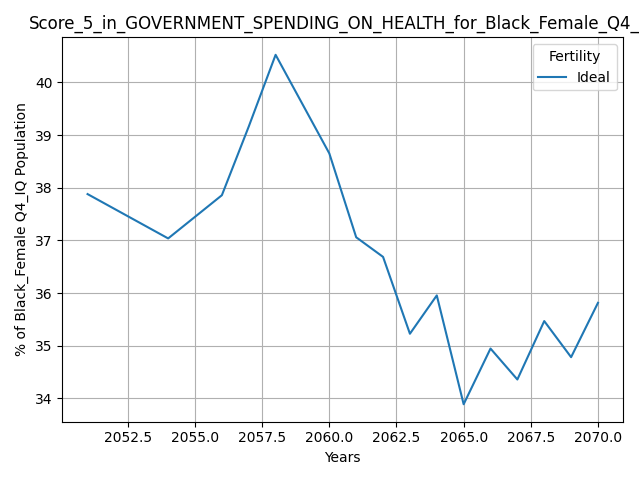 Score_5_in_GOVERNMENT_SPENDING_ON_HEALTH_for_Black_Female_Q4_
Fertility
Ideal
% of Black_Female Q4_IQ Population
40
39
38
37
36
35
34
2052.5 2055.0 2057.5 2060.0 2062.5 2065.0 2067.5 2070.0
Years